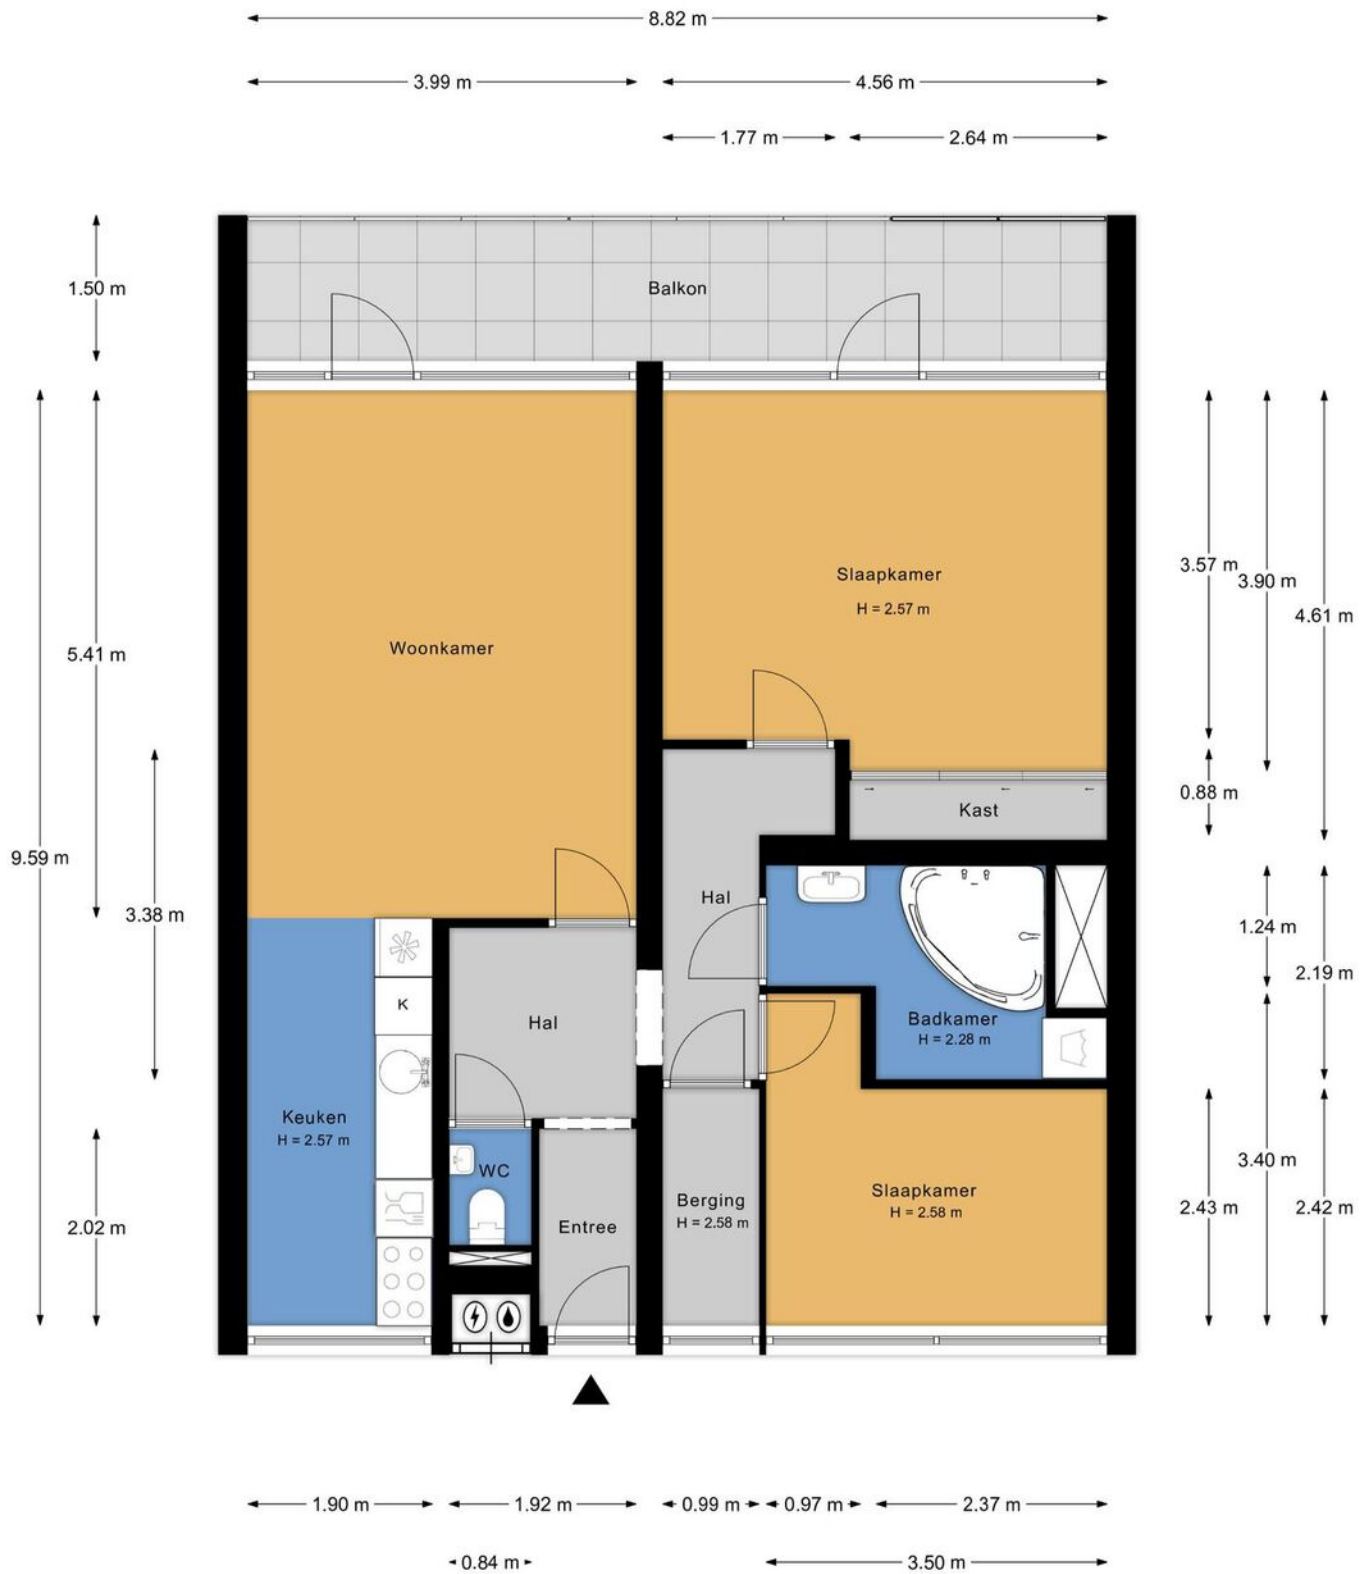 8.82 m
3.99 m
4.56 m
1.77 m
2.64 m
1.50 m
Balkon
3.57 m
3.90 m
4.61 m
Slaapkamer
H = 2.57 m
Woonkamer
5.41 m
0.88 m
Kast
9.59 m
3.38 m
Hal
1.24 m
2.19 m
K
Hal
Badkamer
H = 2.28 m
Keuken
H = 2.57 m
WC
3.40 m
Slaapkamer
H = 2.58 m
Berging
H = 2.58 m
2.43 m
2.42 m
2.02 m
Entree
1.90 m
1.92 m
0.99 m
0.97 m
2.37 m
0.84 m
3.50 m